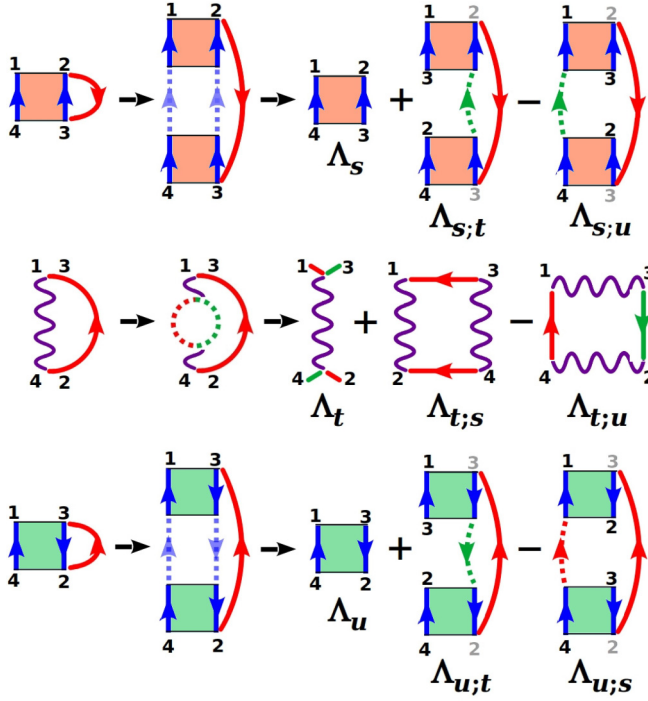 1 2 1 2 1 2
1 2 1 2
+ −
3 3
4 3 4 3 2 2
Λs
4 3 4 3 4 3
Λs;t Λs;u
1 3 1 3 1 3 1 3 1 3
+ −
4 2 4 2 4 2 2 4 4 2
Λt Λt;s Λt;u
1 3 1 3 1 3
1 3 1 3
3 2
+ −
4 2 4 2 2 3
Λu
4 2 4 2 4 2
Λu;t Λu;s